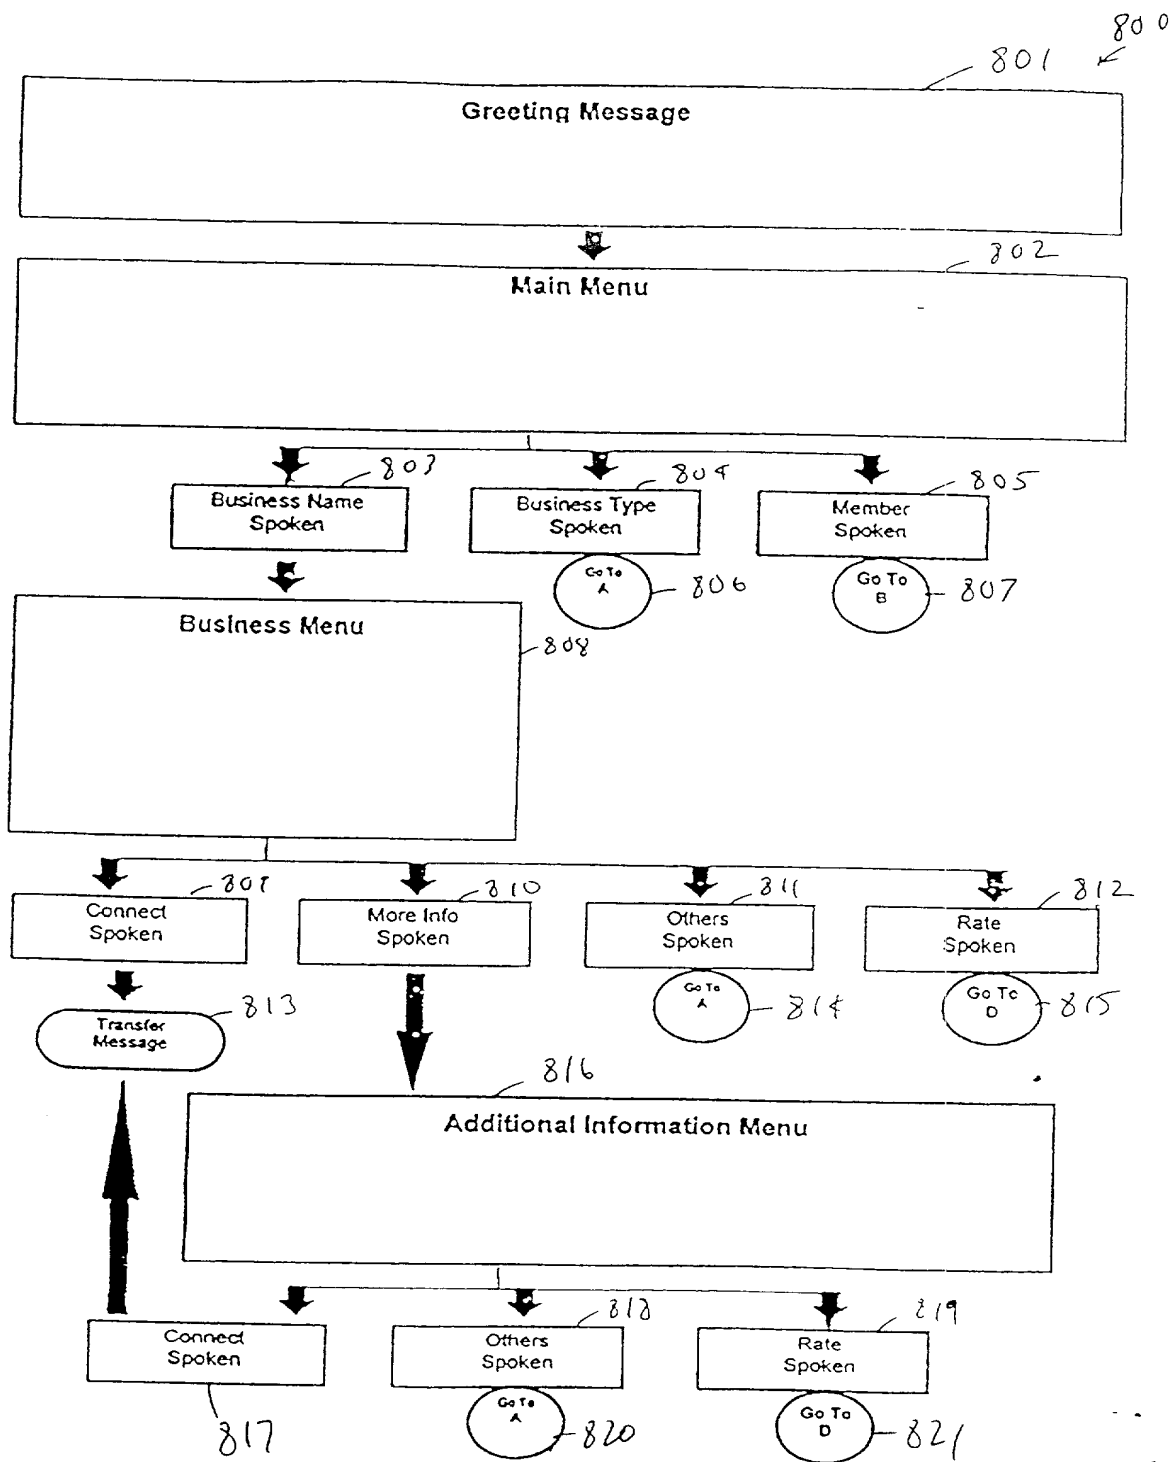 800
801
Greeting Message
802
Main Menu
803
804
805
Business Name
Spoken
Business Type
Spoken
Member
Spoken
Go To
A
806
Go To
B
807
Business Menu
808
809
810
811
812
Connect
Spoken
More Info
Spoken
Others
Spoken
Rate
Spoken
813
Transfer
Message
Go To
A
814
Go To
D
815
816
Additional Information Menu
818
819
Connect
Spoken
Others
Spoken
Rate
Spoken
817
Go To
A
820
Go To
D
821